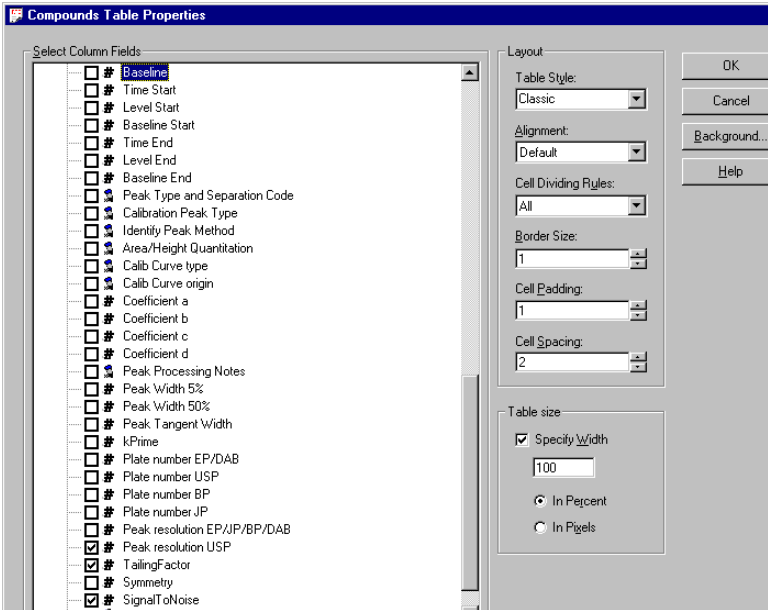 Compounds Table Properties
Select Column Fields
# Baseline
# Time Start
# Level Start
# Baseline Start
# Time End
# Level End
# Baseline End
Peak Type and Separation Code
Calibration Peak Type
Identify Peak Method
Area/Height Quantitation
Calib Curve type
Calib Curve origin
# Coefficient a
# Coefficient b
# Coefficient c
# Coefficient d
Peak Processing Notes
# Peak Width 5%
# Peak Width 50%
# Peak Tangent Width
# kPrime
# Plate number EP/DAB
# Plate number USP
# Plate number BP
# Plate number JP
# Peak resolution EP/JP/BP/DAB
# Peak resolution USP
# TailingFactor
# Symmetry
# SignalToNoise
Layout
Table Style:
Classic
Alignment:
Default
Cell Dividing Rules:
All
Border Size:
1
Cell Padding:
1
Cell Spacing:
2
Table size
Specify Width
100
In Percent
In Pixels
OK
Cancel
Background...
Help